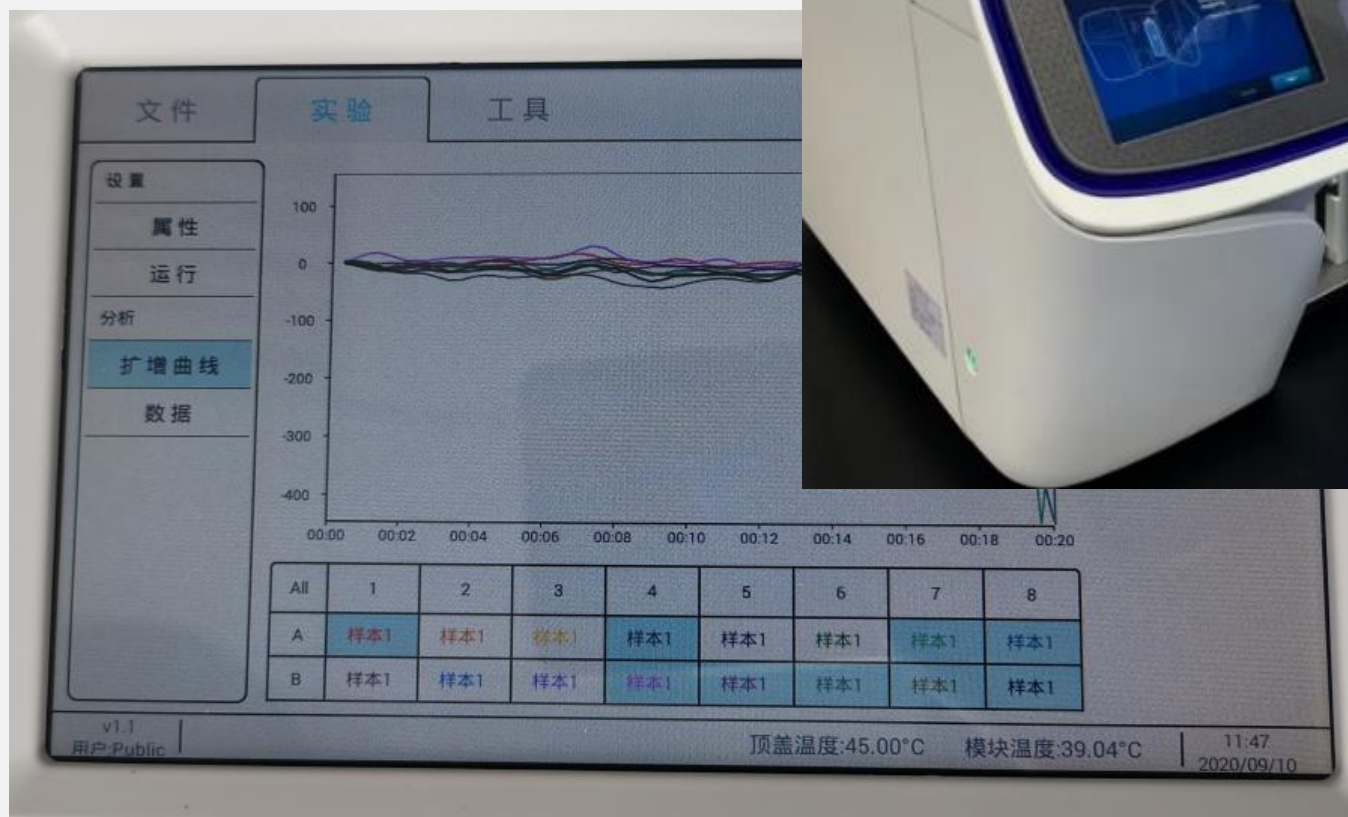 文件 实验 工具
设置
属性
运行
分析
扩增曲线
数据
100
0
-100
-200
-300
-400
00:00 00:02 00:04 00:06 00:08 00:10 00:12 00:14 00:16 00:18 00:20
All 1 2 3 4 5 6 7 8
A 样本1 样本1 样本1 样本1 样本1 样本1 样本1 样本1
B 样本1 样本1 样本1 样本1 样本1 样本1 样本1 样本1
v1.1
用户:Public
顶盖温度:45.00°C 模块温度:39.04°C
11:47
2020/09/10